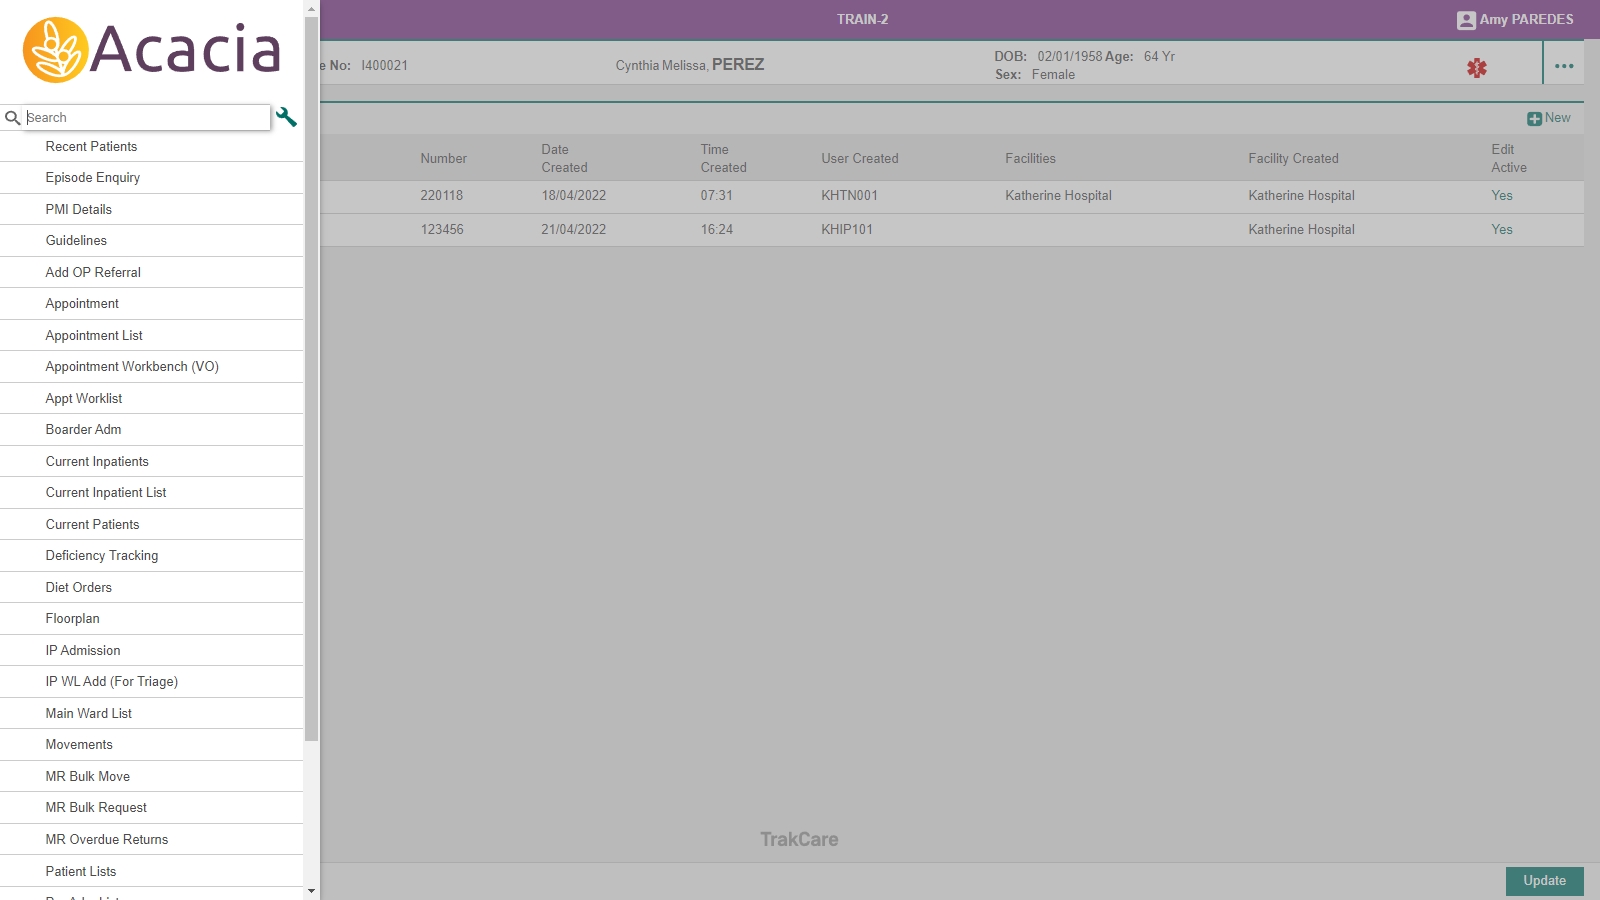 Acacia
TRAIN-2
Amy PAREDES
e No: I400021
Cynthia Melissa, PEREZ
DOB: 02/01/1958 Age: 64 Yr
Sex: Female
Search
New
Number
Date Created
Time Created
User Created
Facilities
Facility Created
Edit Active
220118 18/04/2022 07:31 KHTN001 Katherine Hospital Katherine Hospital Yes
123456 21/04/2022 16:24 KHIP101 Katherine Hospital Yes
Recent Patients
Episode Enquiry
PMI Details
Guidelines
Add OP Referral
Appointment
Appointment List
Appointment Workbench (VO)
Appt Worklist
Boarder Adm
Current Inpatients
Current Inpatient List
Current Patients
Deficiency Tracking
Diet Orders
Floorplan
IP Admission
IP WL Add (For Triage)
Main Ward List
Movements
MR Bulk Move
MR Bulk Request
MR Overdue Returns
Patient Lists
TrakCare
Update